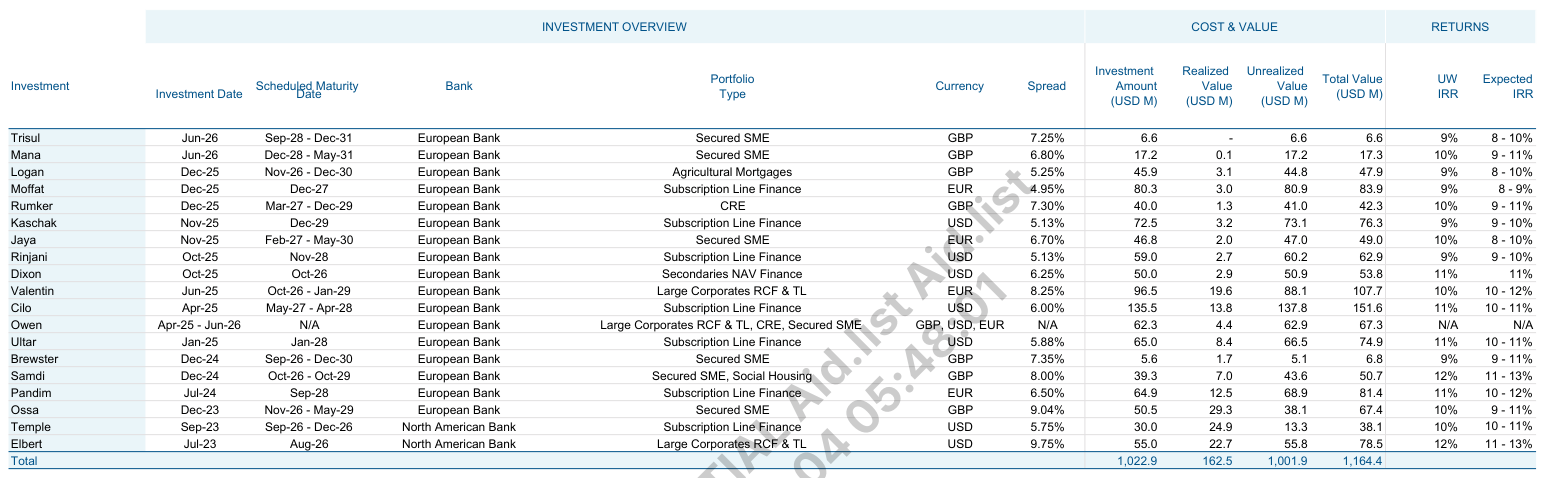 INVESTMENT OVERVIEW COST & VALUE RETURNS
Investment Investment Date Scheduled Maturity Date Bank Portfolio Type Currency Spread Investment Amount (USD M) Realized Value (USD M) Unrealized Value (USD M) Total Value (USD M) UW IRR Expected IRR
Trisul Jun-26 Sep-28 - Dec-31 European Bank Secured SME GBP 7.25% 6.6 - 6.6 6.6 9% 8 - 10%
Mana Jun-26 Dec-28 - May-31 European Bank Secured SME GBP 6.80% 17.2 0.1 17.2 17.3 10% 9 - 11%
Logan Dec-25 Nov-26 - Dec-30 European Bank Agricultural Mortgages GBP 5.25% 45.9 3.1 44.8 47.9 9% 8 - 10%
Moffat Dec-25 Dec-27 European Bank Subscription Line Finance EUR 4.95% 80.3 3.0 80.9 83.9 9% 8 - 9%
Rumker Dec-25 Mar-27 - Dec-29 European Bank CRE GBP 7.30% 40.0 1.3 41.0 42.3 10% 9 - 11%
Kaschak Nov-25 Dec-29 European Bank Subscription Line Finance USD 5.13% 72.5 3.2 73.1 76.3 9% 9 - 10%
Jaya Nov-25 Feb-27 - May-30 European Bank Secured SME EUR 6.70% 46.8 2.0 47.0 49.0 10% 8 - 10%
Rinjani Oct-25 Nov-28 European Bank Subscription Line Finance USD 5.13% 59.0 2.7 60.2 62.9 9% 9 - 10%
Dixon Oct-25 Oct-26 European Bank Secondaries NAV Finance USD 6.25% 50.0 2.9 50.9 53.8 11% 11%
Valentin Jun-25 Oct-26 - Jan-29 European Bank Large Corporates RCF & TL EUR 8.25% 96.5 19.6 88.1 107.7 10% 10 - 12%
Cilo Apr-25 May-27 - Apr-28 European Bank Subscription Line Finance USD 6.00% 135.5 13.8 137.8 151.6 11% 10 - 11%
Owen Apr-25 - Jun-26 N/A European Bank Large Corporates RCF & TL, CRE, Secured SME GBP, USD, EUR N/A 62.3 4.4 62.9 67.3 N/A N/A
Ultar Jan-25 Jan-28 European Bank Subscription Line Finance USD 5.88% 65.0 8.4 66.5 74.9 11% 10 - 11%
Brewster Dec-24 Sep-26 - Dec-30 European Bank Secured SME GBP 7.35% 5.6 1.7 5.1 6.8 9% 9 - 11%
Samdi Dec-24 Oct-26 - Oct-29 European Bank Secured SME, Social Housing GBP 8.00% 39.3 7.0 43.6 50.7 12% 11 - 13%
Pandim Jul-24 Sep-28 European Bank Subscription Line Finance EUR 6.50% 64.9 12.5 68.9 81.4 11% 10 - 12%
Ossa Dec-23 Nov-26 - May-29 European Bank Secured SME GBP 9.04% 50.5 29.3 38.1 67.4 10% 9 - 11%
Temple Sep-23 Sep-26 - Dec-26 North American Bank Subscription Line Finance USD 5.75% 30.0 24.9 13.3 38.1 10% 10 - 11%
Elbert Jul-23 Aug-26 North American Bank Large Corporates RCF & TL USD 9.75% 55.0 22.7 55.8 78.5 12% 11 - 13%
Total 1,022.9 162.5 1,001.9 1,164.4
Aid.list Aid.list
05:48:01